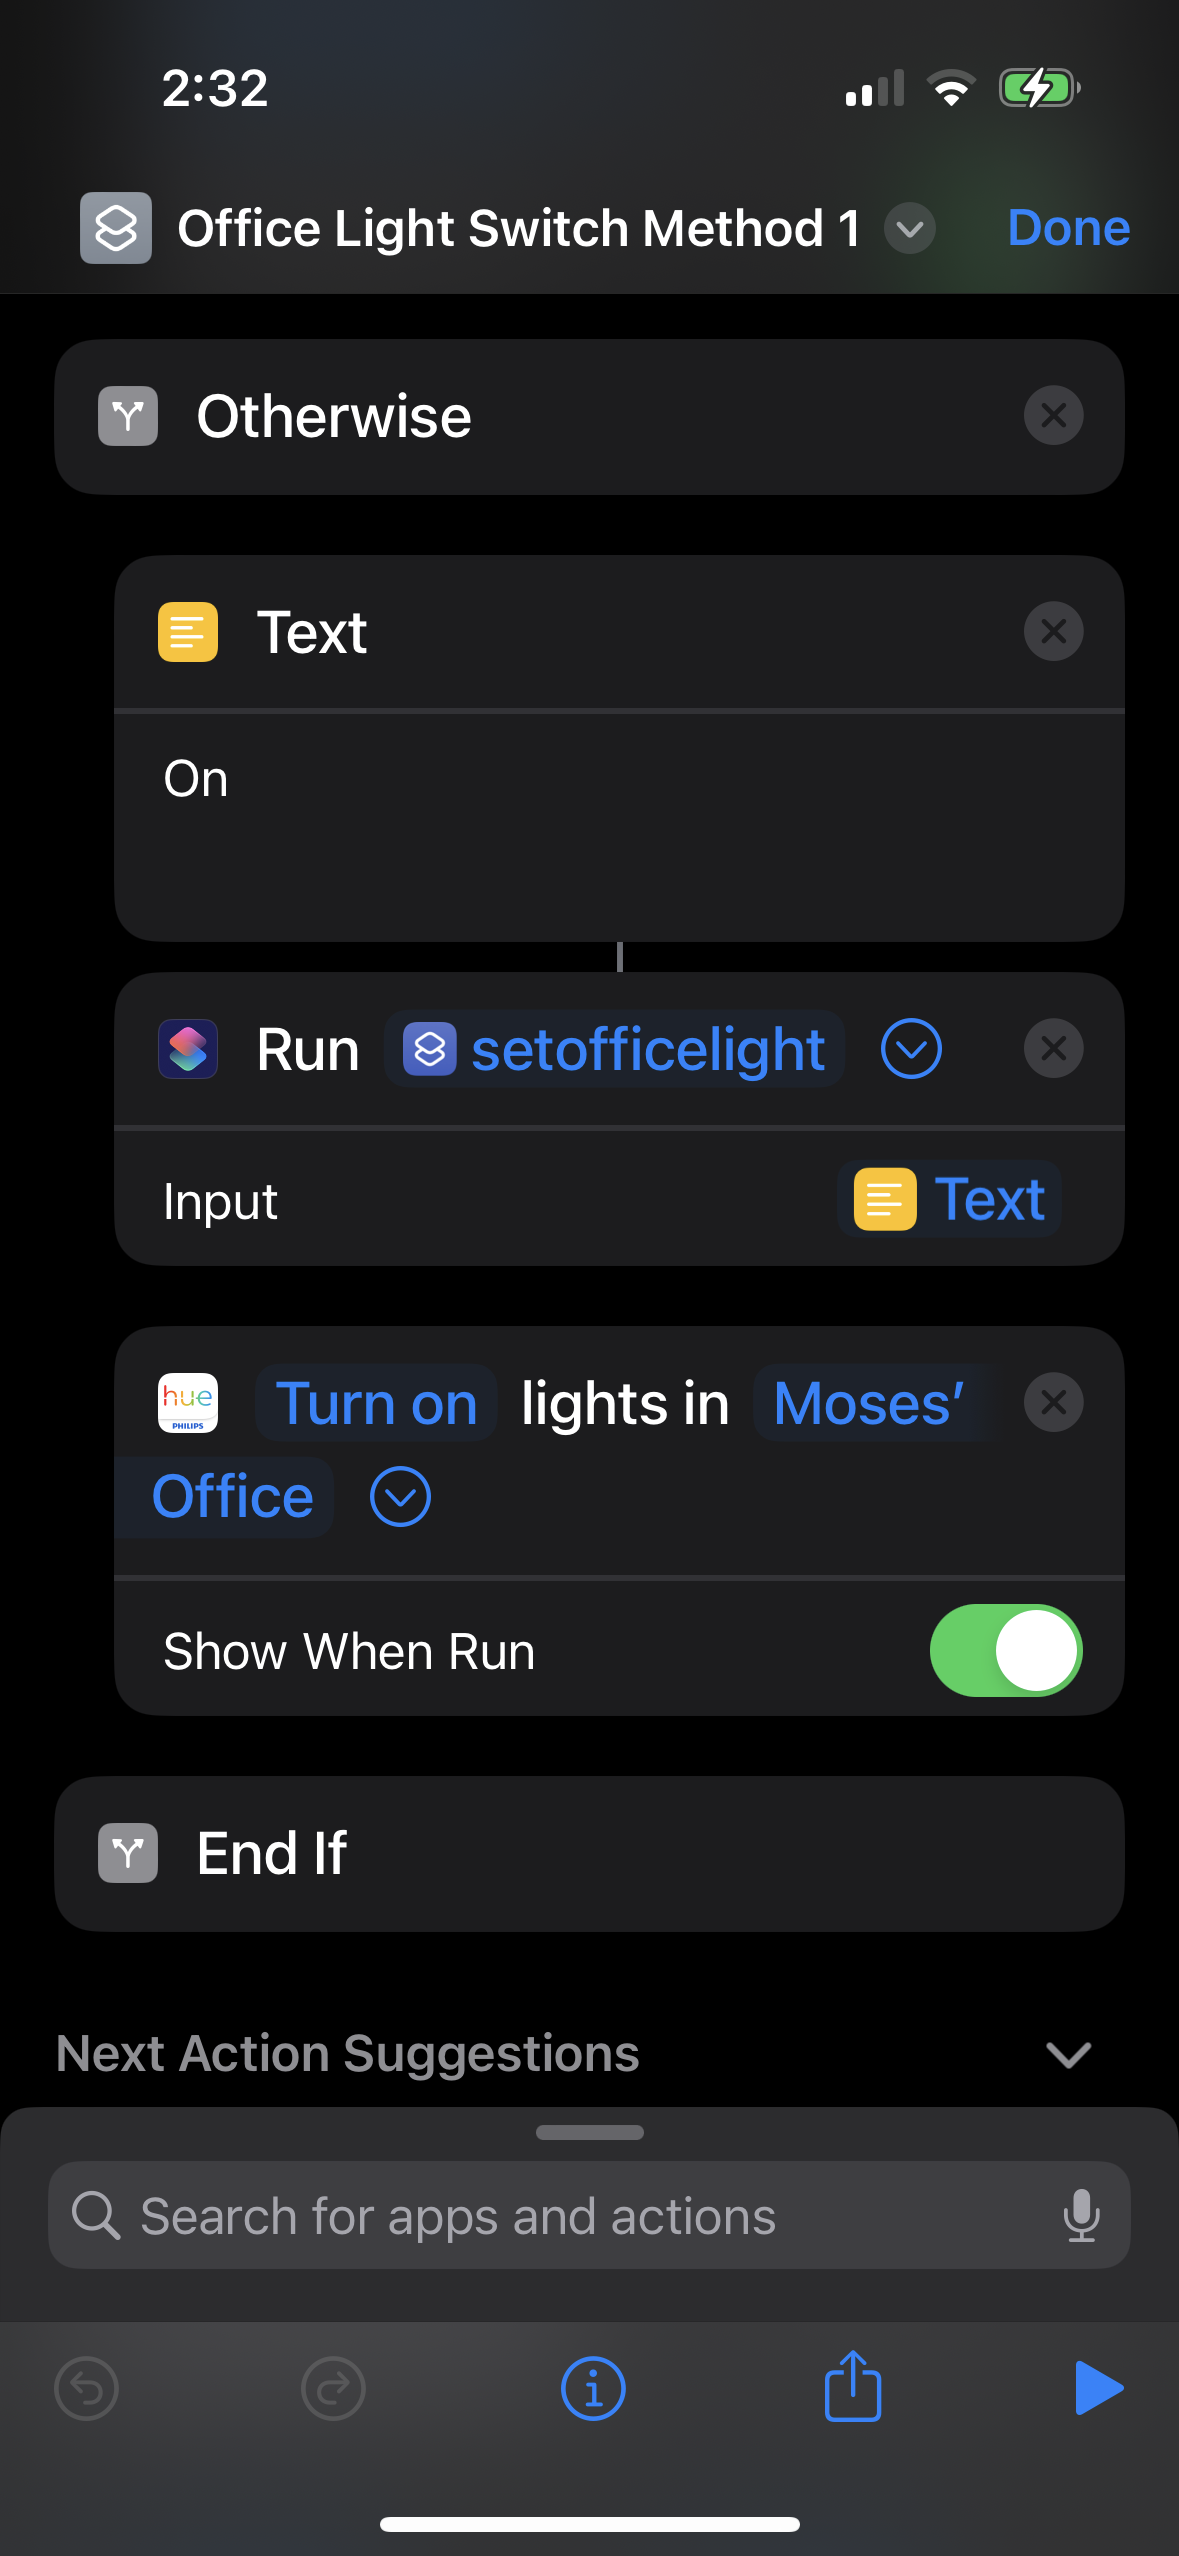 2:32
Office Light Switch Method 1
Done
Otherwise
Text
On
Run setofficelight
Input Text
hue
PHILIPS
Turn on lights in Moses’
Office
Show When Run
End If
Next Action Suggestions
Search for apps and actions